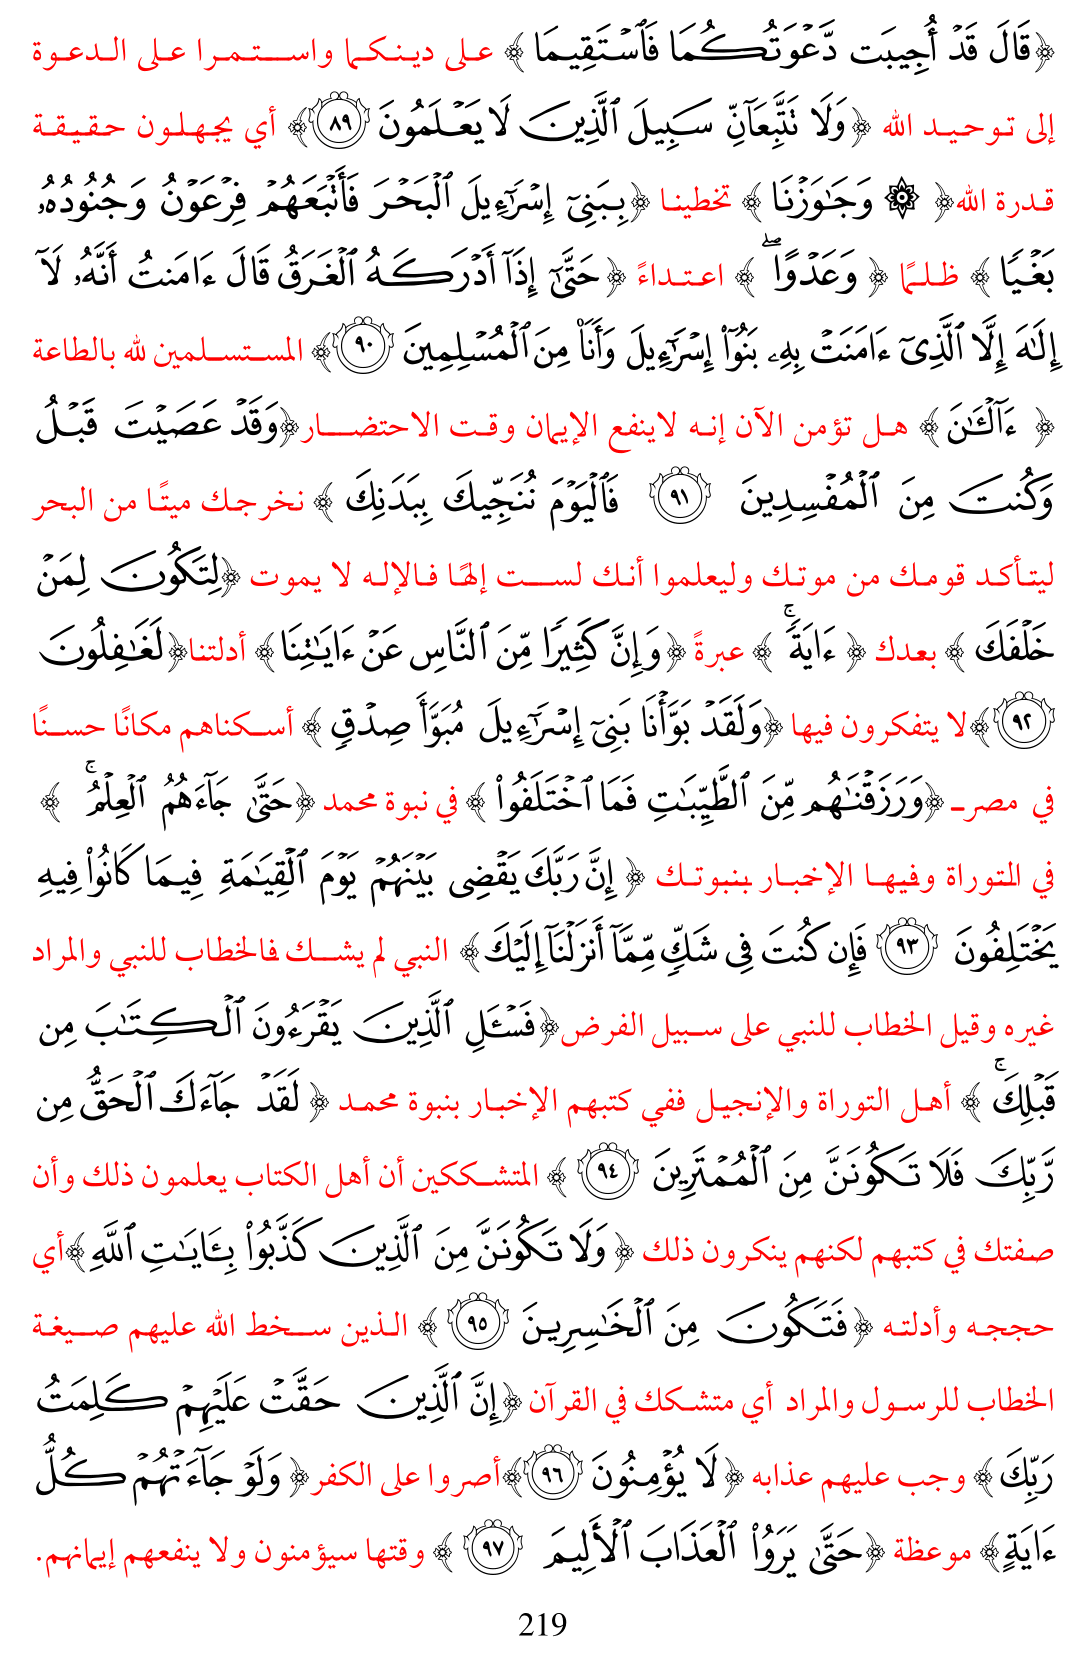 ﴿قَالَ قَدۡ أُجِيبَت دَّعۡوَتُكُمَا فَٱسۡتَقِيمَا﴾ على دينكما واستمرا على الدعوة
إلى توحيد الله ﴿وَلَا تَتَّبِعَآنِّ سَبِيلَ ٱلَّذِينَ لَا يَعۡلَمُونَ ٨٩﴾ أي يجهلون حقيقة
قدرة الله﴿ ۞ وَجَٰوَزۡنَا ﴾ تخطينا ﴿بِبَنِيٓ إِسۡرَٰٓءِيلَ ٱلۡبَحۡرَ فَأَتۡبَعَهُمۡ فِرۡعَوۡنُ وَجُنُودُهُۥ
بَغۡيٗا ﴾ ظلمًا ﴿ وَعَدۡوًاۖ ﴾ اعتداءً ﴿ حَتَّىٰٓ إِذَآ أَدۡرَكَهُ ٱلۡغَرَقُ قَالَ ءَامَنتُ أَنَّهُۥ لَآ
إِلَٰهَ إِلَّا ٱلَّذِيٓ ءَامَنَتۡ بِهِۦ بَنُوٓاْ إِسۡرَٰٓءِيلَ وَأَنَا۠ مِنَ ٱلۡمُسۡلِمِينَ ٩٠﴾ المستسلمين لله بالطاعة
﴿ ءَآلۡـَٰٔنَ ﴾ هل تؤمن الآن إنه لاينفع الإيمان وقت الاحتضار﴿وَقَدۡ عَصَيۡتَ قَبۡلُ
وَكُنتَ مِنَ ٱلۡمُفۡسِدِينَ ٩١ فَٱلۡيَوۡمَ نُنَجِّيكَ بِبَدَنِكَ ﴾ نخرجك ميتًا من البحر
ليتأكد قومك من موتك وليعلموا أنك لست إلهًا فالإله لا يموت ﴿لِتَكُونَ لِمَنۡ
خَلۡفَكَ ﴾ بعدك ﴿ ءَايَةٗۚ ﴾ عبرةً ﴿ وَإِنَّ كَثِيرٗا مِّنَ ٱلنَّاسِ عَنۡ ءَايَٰتِنَا﴾ أدلتنا﴿لَغَٰفِلُونَ
٩٢﴾لا يتفكرون فيها ﴿وَلَقَدۡ بَوَّأۡنَا بَنِيٓ إِسۡرَٰٓءِيلَ مُبَوَّأَ صِدۡقٖ ﴾ أسكناهم مكانًا حسنًا
في مصر ﴿وَرَزَقۡنَٰهُم مِّنَ ٱلطَّيِّبَٰتِ فَمَا ٱخۡتَلَفُواْ ﴾ في نبوة محمد ﴿حَتَّىٰ جَآءَهُمُ ٱلۡعِلۡمُۚ ﴾
في التوراة وفيها الإخبار بنبوتك ﴿ إِنَّ رَبَّكَ يَقۡضِي بَيۡنَهُمۡ يَوۡمَ ٱلۡقِيَٰمَةِ فِيمَا كَانُواْ فِيهِ
يَخۡتَلِفُونَ ٩٣ فَإِن كُنتَ فِي شَكّٖ مِّمَّآ أَنزَلۡنَآ إِلَيۡكَ﴾ النبي لم يشك فالخطاب للنبي والمراد
غيره وقيل الخطاب للنبي على سبيل الفرض﴿فَسۡـَٔلِ ٱلَّذِينَ يَقۡرَءُونَ ٱلۡكِتَٰبَ مِن
قَبۡلِكَۚ ﴾ أهل التوراة والإنجيل ففي كتبهم الإخبار بنبوة محمد ﴿ لَقَدۡ جَآءَكَ ٱلۡحَقُّ مِن
رَّبِّكَ فَلَا تَكُونَنَّ مِنَ ٱلۡمُمۡتَرِينَ ٩٤ ﴾ المتشككين أن أهل الكتاب يعلمون ذلك وأن
صفتك في كتبهم لكنهم ينكرون ذلك ﴿ وَلَا تَكُونَنَّ مِنَ ٱلَّذِينَ كَذَّبُواْ بِـَٔايَٰتِ ٱللَّهِ﴾أي
حججه وأدلته ﴿فَتَكُونَ مِنَ ٱلۡخَٰسِرِينَ ٩٥ ﴾ الذين سخط الله عليهم صيغة
الخطاب للرسول والمراد أي متشكك في القرآن ﴿إِنَّ ٱلَّذِينَ حَقَّتۡ عَلَيۡهِمۡ كَلِمَتُ
رَبِّكَ ﴾ وجب عليهم عذابه ﴿لَا يُؤۡمِنُونَ ٩٦﴾أصروا على الكفر﴿ وَلَوۡ جَآءَتۡهُمۡ كُلُّ
ءَايَةٍ﴾ موعظة ﴿حَتَّىٰ يَرَوُاْ ٱلۡعَذَابَ ٱلۡأَلِيمَ ٩٧ ﴾ وقتها سيؤمنون ولا ينفعهم إيمانهم.
219